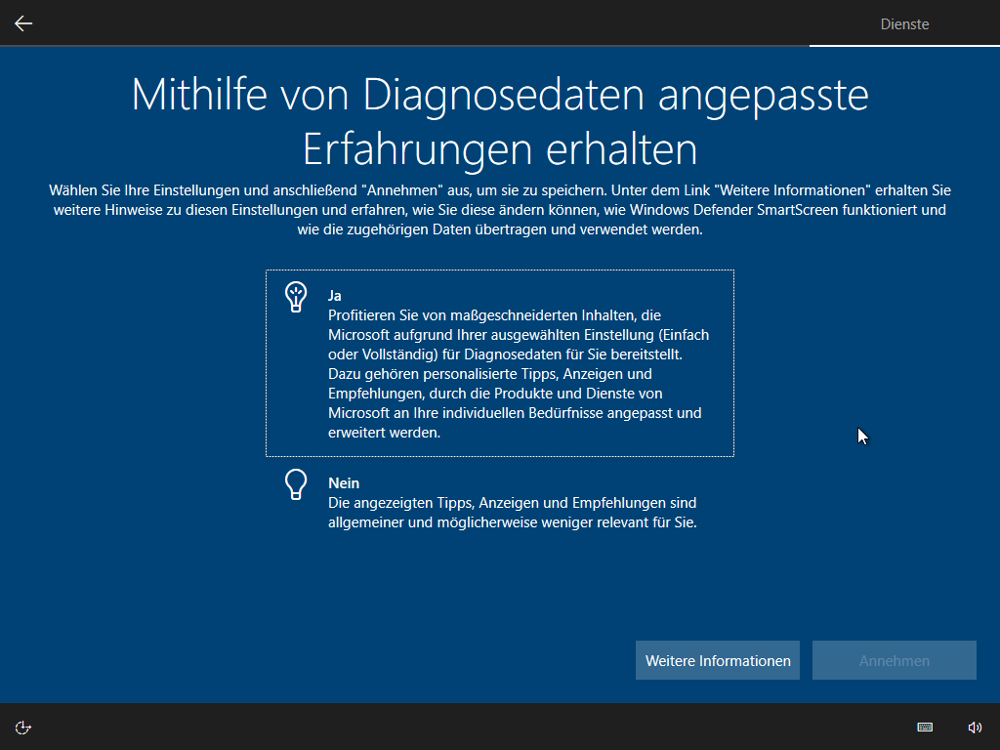 Dienste
Mithilfe von Diagnosedaten angepasste
Erfahrungen erhalten
Wählen Sie Ihre Einstellungen und anschließend "Annehmen" aus, um sie zu speichern. Unter dem Link "Weitere Informationen" erhalten Sie
weitere Hinweise zu diesen Einstellungen und erfahren, wie Sie diese ändern können, wie Windows Defender SmartScreen funktioniert und
wie die zugehörigen Daten übertragen und verwendet werden.
Ja
Profitieren Sie von maßgeschneiderten Inhalten, die
Microsoft aufgrund Ihrer ausgewählten Einstellung (Einfach
oder Vollständig) für Diagnosedaten für Sie bereitstellt.
Dazu gehören personalisierte Tipps, Anzeigen und
Empfehlungen, durch die Produkte und Dienste von
Microsoft an Ihre individuellen Bedürfnisse angepasst und
erweitert werden.
Nein
Die angezeigten Tipps, Anzeigen und Empfehlungen sind
allgemeiner und möglicherweise weniger relevant für Sie.
Weitere Informationen
Annehmen